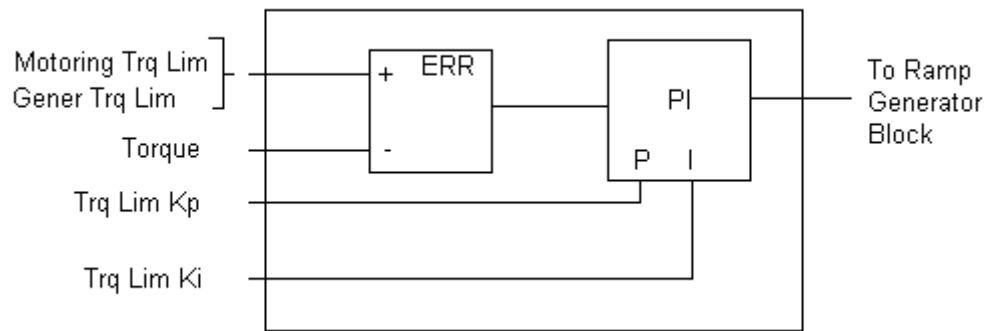 Motoring Trq Lim
Gener Trq Lim
Torque
Trq Lim Kp
Trq Lim Ki
+ ERR
-
PI
P I
To Ramp
Generator
Block